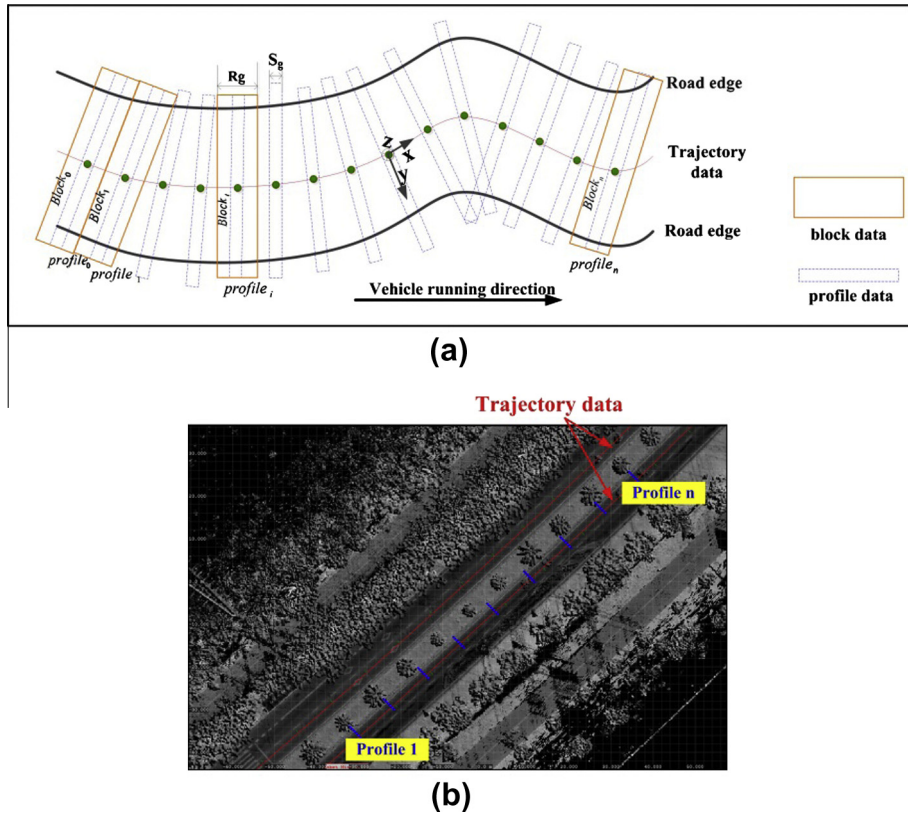 Rg
Sg
Road edge
Z
X
Y
Trajectory
data
Block0
Block1
Blocki
Blockn
Road edge
profile0
profile1
profile i
profilen
block data
Vehicle running direction
profile data
(a)
Trajectory data
Profile n
Profile 1
(b)